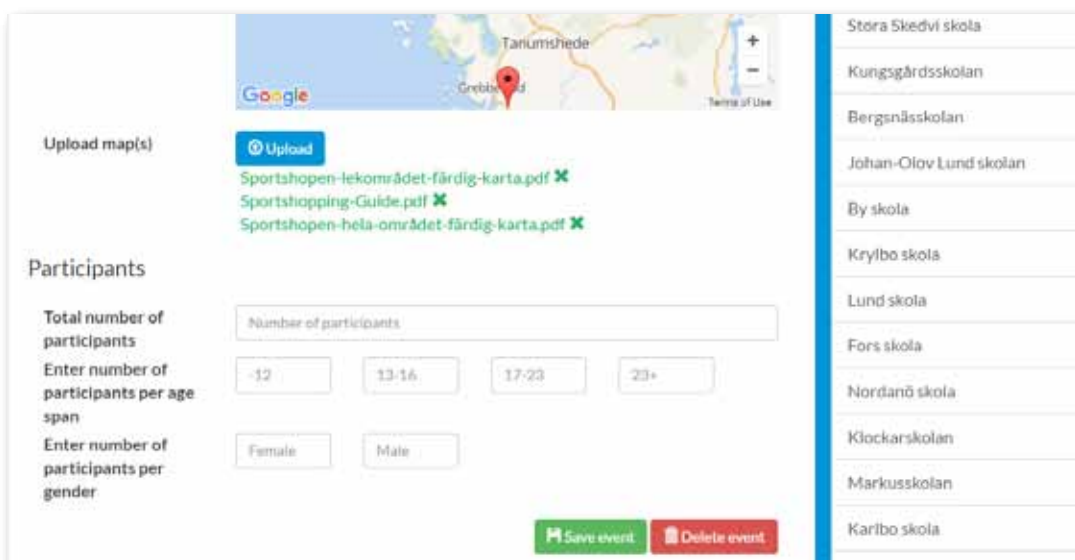 Tanumshede
+
−
Google
Terms of Use
Upload map(s)
Upload
Sportshopen-lekområdet-färdig-karta.pdf ✖
Sportshopping-Guide.pdf ✖
Sportshopen-hela-området-färdig-karta.pdf ✖
Participants
Total number of
participants
Number of participants
Enter number of
participants per age
span
-12
13-16
17-23
23+
Enter number of
participants per
gender
Female
Male
Save event
Delete event
Stora Skedvi skola
Kungsgårdsskolan
Bergsnässkolan
Johan-Olov Lund skolan
By skola
Krylbo skola
Lund skola
Fors skola
Nordanö skola
Klockarskolan
Markusskolan
Karlbo skola